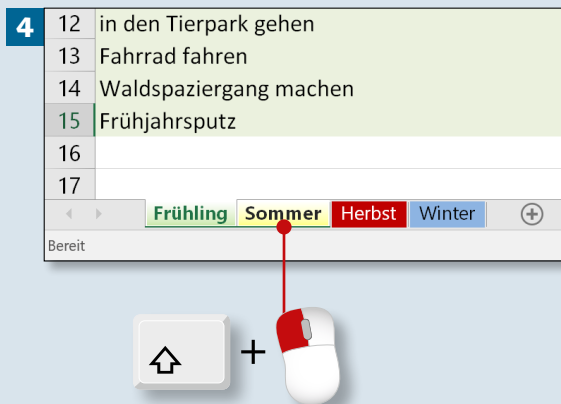 4
12 in den Tierpark gehen
13 Fahrrad fahren
14 Waldspaziergang machen
15 Frühjahrsputz
16
17
Frühling Sommer Herbst Winter
Bereit
+